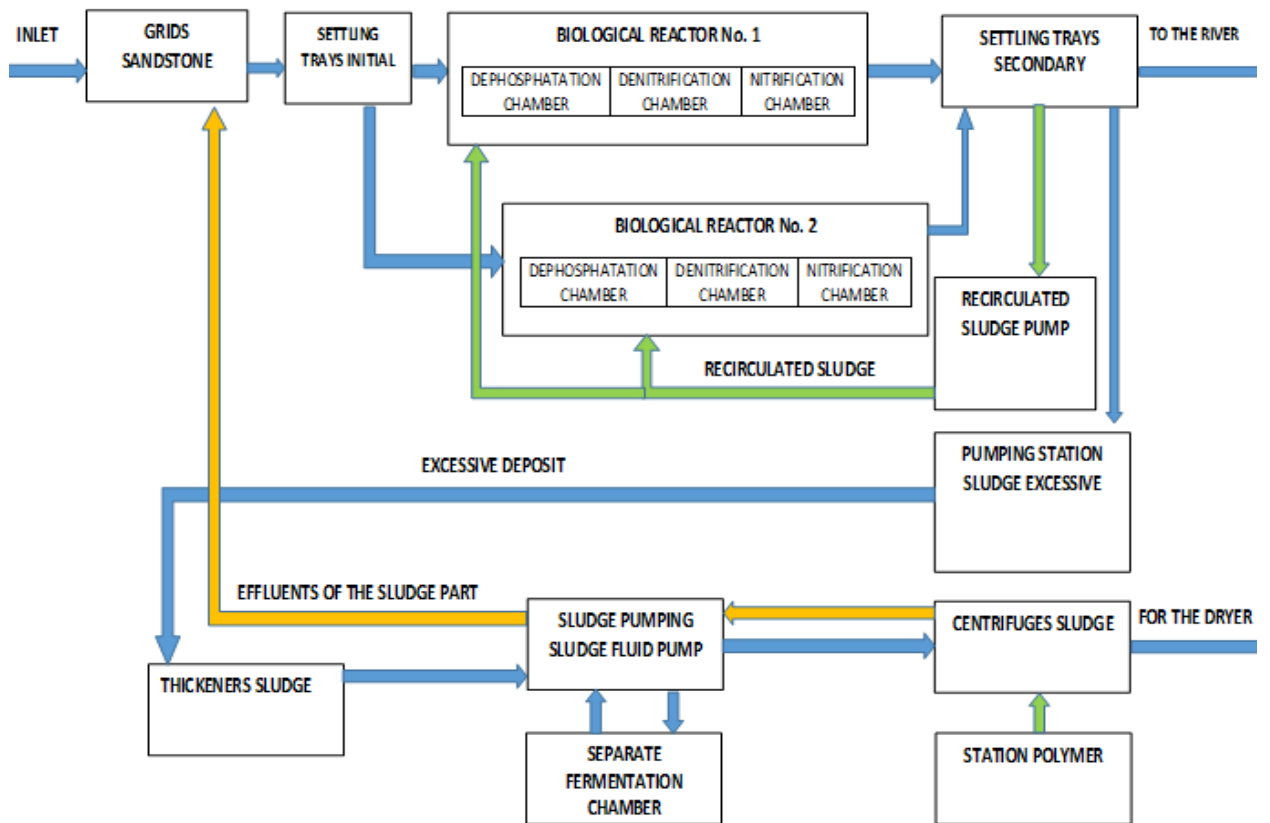 INLET
GRIDS
SANDSTONE
SETTLING
TRAYS INITIAL
BIOLOGICAL REACTOR No. 1
DEPHOSPHATATION
CHAMBER
DENITRIFICATION
CHAMBER
NITRIFICATION
CHAMBER
SETTLING TRAYS
SECONDARY
TO THE RIVER
BIOLOGICAL REACTOR No. 2
DEPHOSPHATATION
CHAMBER
DENITRIFICATION
CHAMBER
NITRIFICATION
CHAMBER
RECIRCULATED
SLUDGE PUMP
RECIRCULATED SLUDGE
EXCESSIVE DEPOSIT
PUMPING STATION
SLUDGE EXCESSIVE
EFFLUENTS OF THE SLUDGE PART
SLUDGE PUMPING
SLUDGE FLUID PUMP
CENTRIFUGES SLUDGE
FOR THE DRYER
THICKENERS SLUDGE
SEPARATE
FERMENTATION
CHAMBER
STATION POLYMER